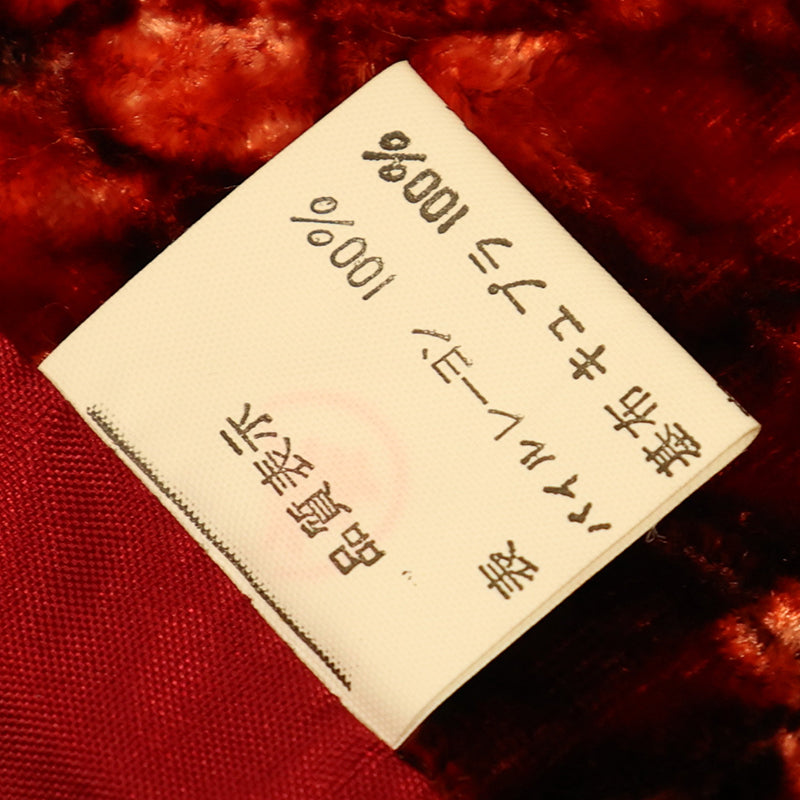 品質表示
表
パイル レーヨン 100%
基布 キュプラ 100%